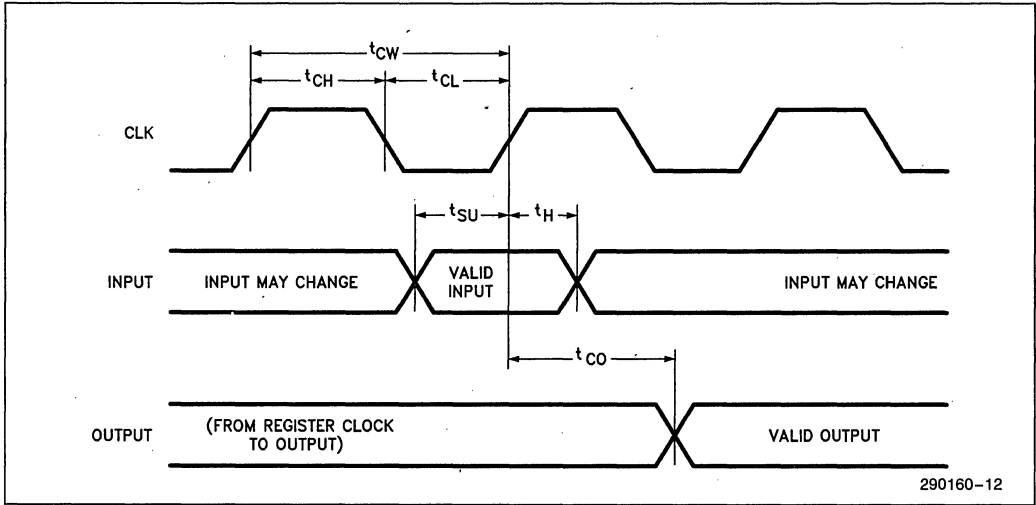 tCW
tCH tCL
CLK
tSU tH
INPUT INPUT MAY CHANGE VALID INPUT INPUT MAY CHANGE
tCO
OUTPUT (FROM REGISTER CLOCK TO OUTPUT) VALID OUTPUT
290160-12